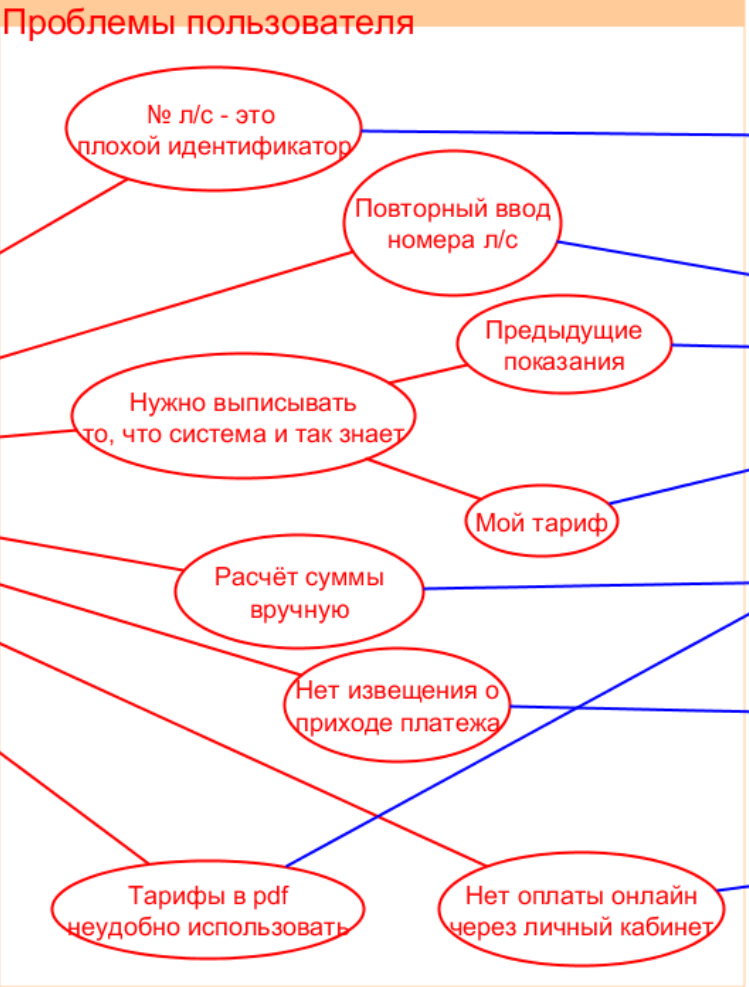 Проблемы пользователя
№ л/с - это
плохой идентификатор
Повторный ввод
номера л/с
Предыдущие
показания
Нужно выписывать
то, что система и так знает
Мой тариф
Расчёт суммы
вручную
Нет извещения о
приходе платежа
Тарифы в pdf
неудобно использовать
Нет оплаты онлайн
через личный кабинет